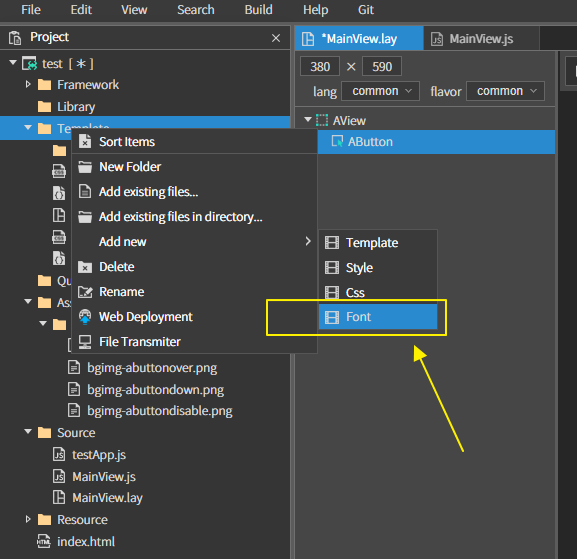 File Edit View Search Build Help Git
Project
*MainView.lay MainView.js
test [ * ]
Framework
Library
Template
380 × 590
lang common flavor common
AView
AButton
Sort Items
New Folder
Add existing files...
Add existing files in directory...
Add new
Delete
Rename
Web Deployment
File Transmiter
Template
Style
Css
Font
Qu
Ass
bgimg-abuttonover.png
bgimg-abuttondown.png
bgimg-abuttondisable.png
Source
testApp.js
MainView.js
MainView.lay
Resource
index.html